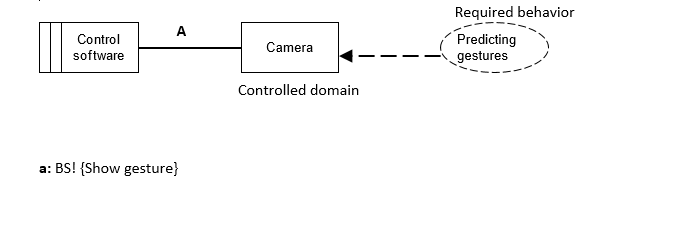 Required behavior
A
Control
software
Camera
Predicting
gestures
Controlled domain
a: BS! {Show gesture}